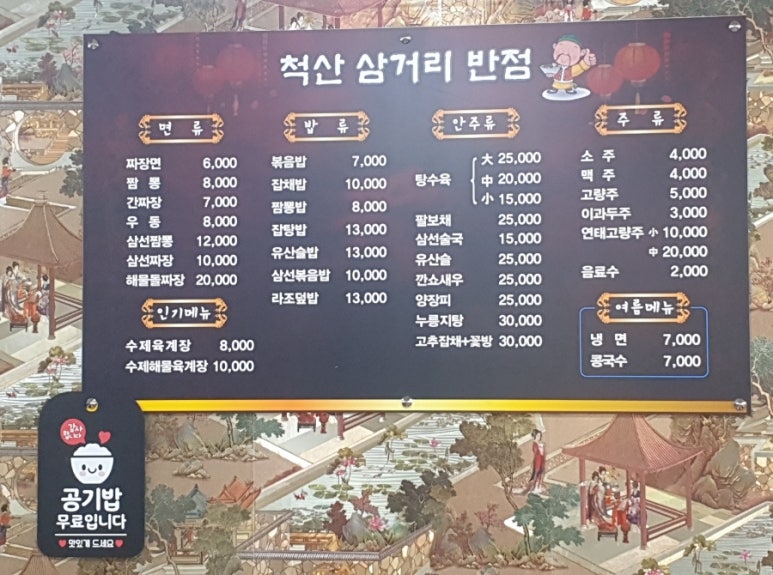 척산 삼거리 반점
면 류
짜장면 6,000
짬 뽕 8,000
간짜장 7,000
우 동 8,000
삼선짬뽕 12,000
삼선짜장 10,000
해물돌짜장 20,000
인기메뉴
수제육계장 8,000
수제해물육계장 10,000
밥 류
볶음밥 7,000
잡채밥 10,000
짬뽕밥 8,000
잡탕밥 13,000
유산슬밥 13,000
삼선볶음밥 10,000
라조덮밥 13,000
안주류
탕수육 大 25,000
中 20,000
小 15,000
팔보채 25,000
삼선술국 15,000
유산슬 25,000
깐쇼새우 25,000
양장피 25,000
누룽지탕 30,000
고추잡채+꽃방 30,000
주 류
소 주 4,000
맥 주 4,000
고량주 5,000
이과두주 3,000
연태고량주 小 10,000
中 20,000
음료수 2,000
여름메뉴
냉 면 7,000
콩국수 7,000
감사
합니다
공기밥
무료입니다
맛있게 드세요